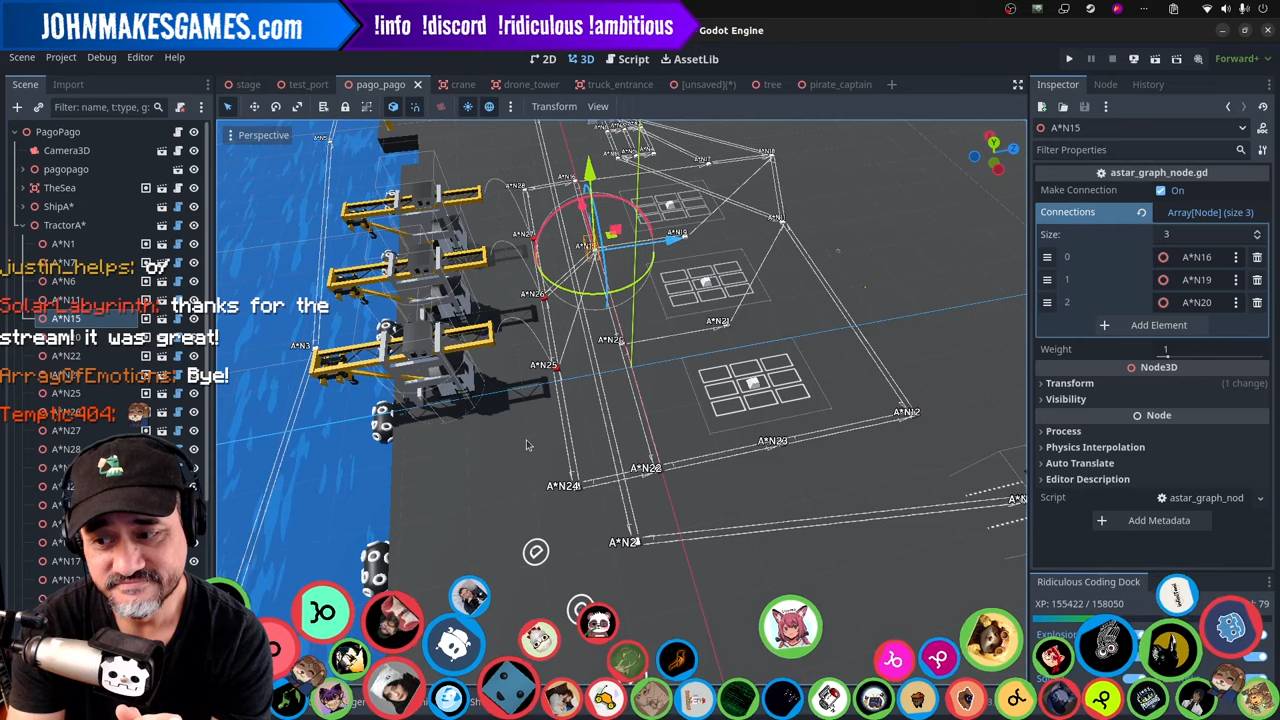 JOHNMAKESGAMES.COM
!info !discord !ridiculous !ambitious
Godot Engine
Scene Project Debug Editor Help
2D 3D Script AssetLib
Forward+
Scene Import
stage test_port pago_pago crane drone_tower truck_entrance [unsaved](*) tree pirate_captain
Inspector Node History
Filter: name, t:type, g:
Transform View
A*N15
Filter Properties
PagoPago
Camera3D
pagopago
TheSea
ShipA*
TractorA*
A*N1
A*N6
A*N15
A*N22
A*N25
A*N27
A*N28
A*N17
Perspective
A*N28
A*N26
A*N25
A*N3
A*N21
A*N12
A*N23
A*N22
A*N24
A*N2
astar_graph_node.gd
Make Connection On
Connections Array[Node] (size 3)
Size: 3
0 A*N16
1 A*N19
2 A*N20
Add Element
Weight 1
Node3D
Transform (1 change)
Visibility
Node
Process
Physics Interpolation
Auto Translate
Editor Description
Script astar_graph_nod
Add Metadata
Ridiculous Coding Dock
XP: 155422 / 158050
79
justin_helps: oy
SolarLabyrinth: thanks for the
stream! it was great!
ArrayOfEmotions: Bye!
Temptic404: